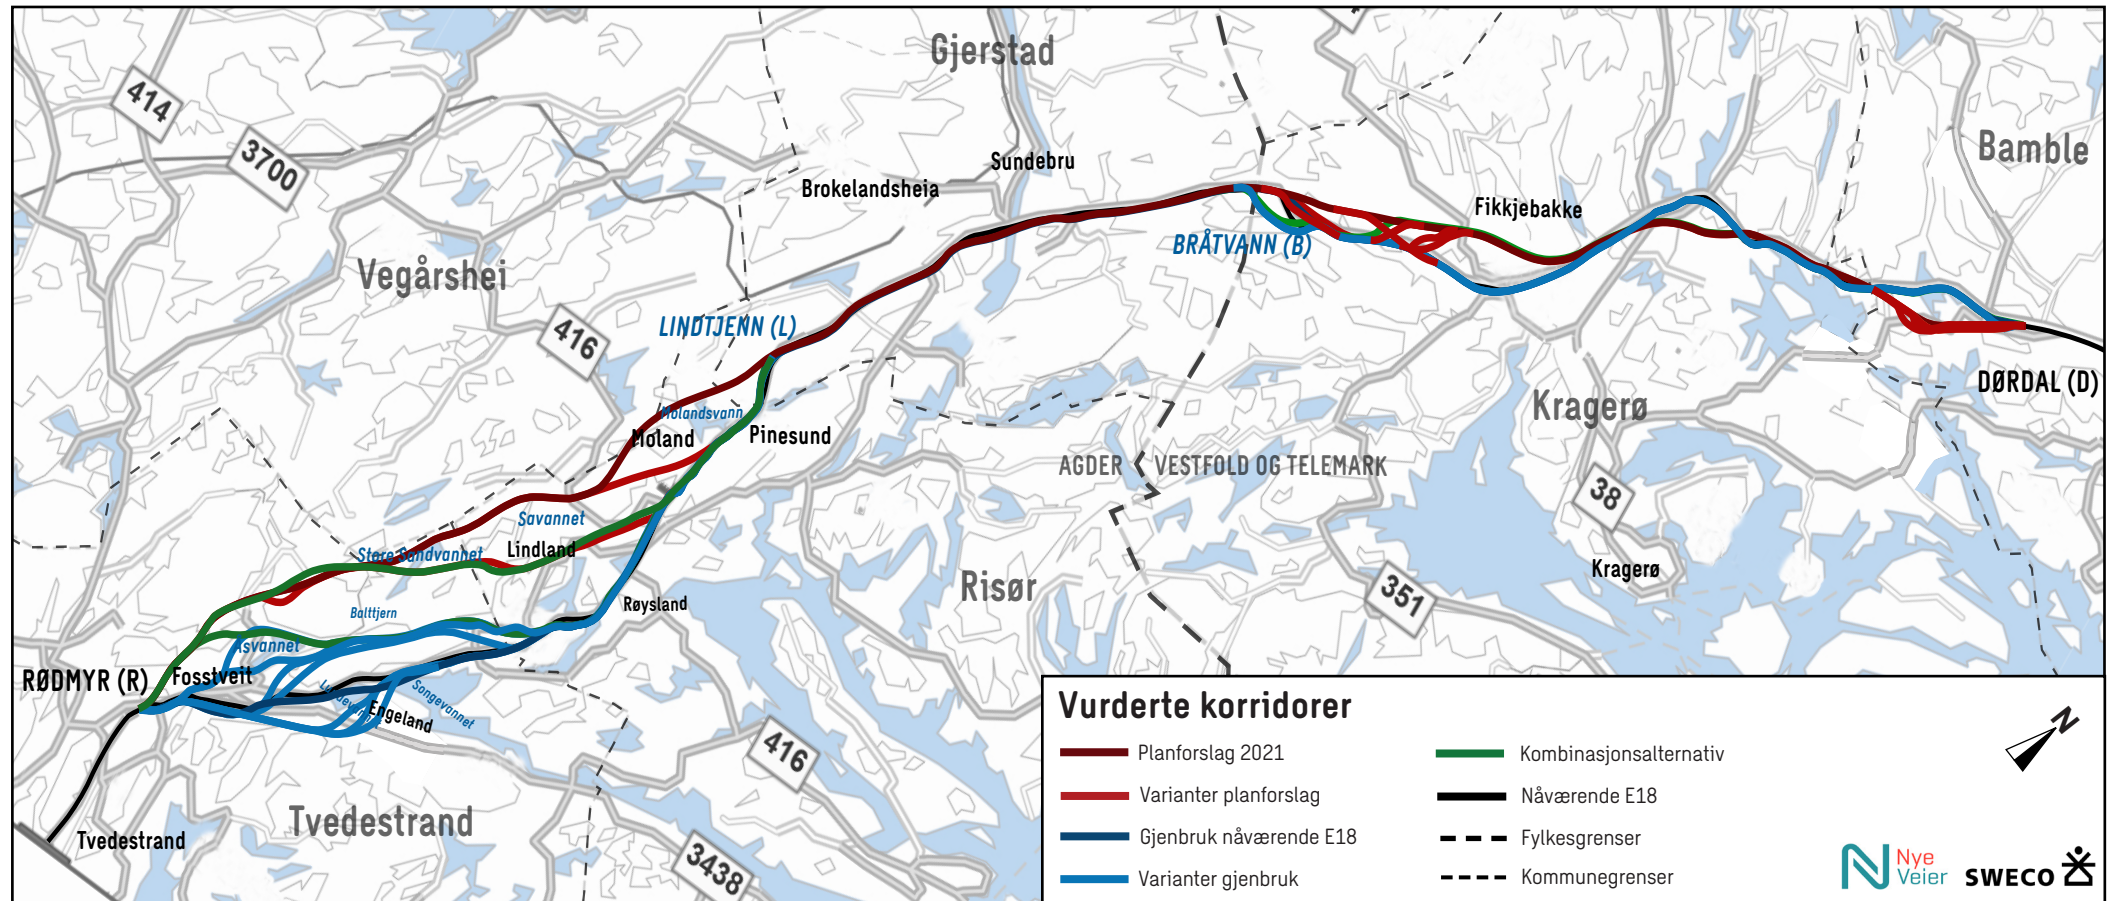 Gjerstad
414
3700
Bamble
Sundebru
Brokelandsheia
Fikkjebakke
BRÅTVANN (B)
Vegårshei
416
LINDTJENN (L)
DØRDAL (D)
Molandsvann
Kragerø
Moland
Pinesund
AGDER
VESTFOLD OG TELEMARK
38
Savannet
Store Sandvannet
Lindland
Kragerø
Risør
351
Røysland
Balttjern
Åsvannet
RØDMYR (R)
Fosstveit
Songevannet
Engeland
416
Tvedestrand
Tvedestrand
3438
Vurderte korridorer
Planforslag 2021
Varianter planforslag
Gjenbruk nåværende E18
Varianter gjenbruk
Kombinasjonsalternativ
Nåværende E18
Fylkesgrenser
Kommunegrenser
N
Nye
Veier
SWECO